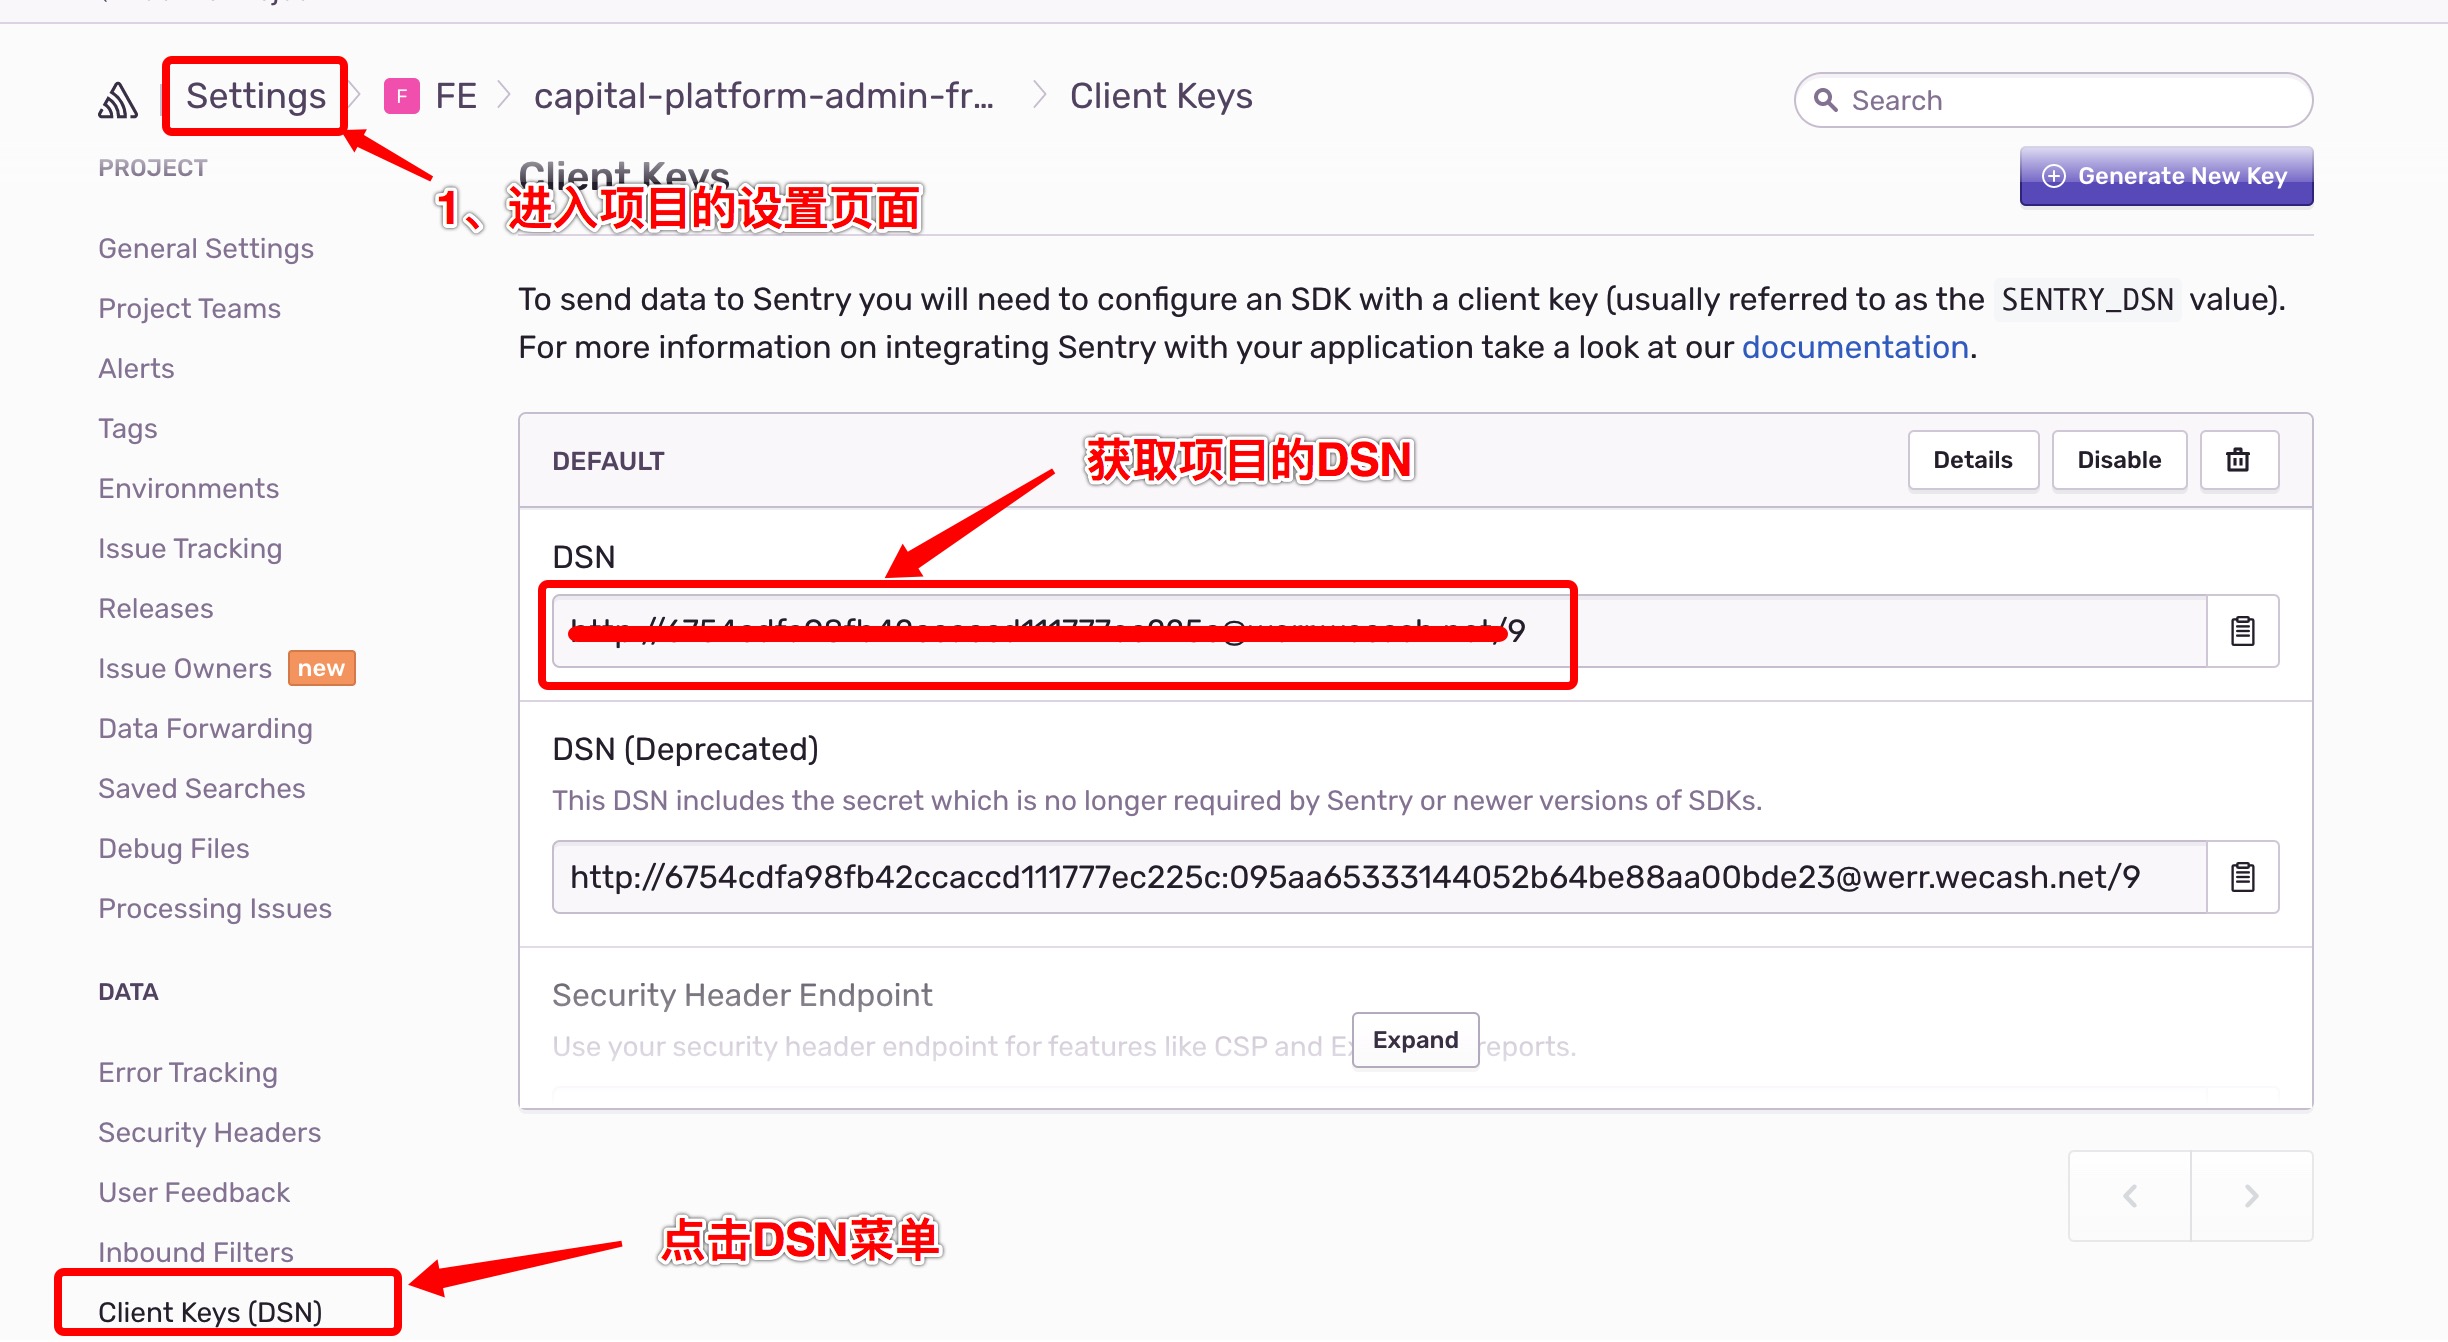 Settings
F
FE
capital-platform-admin-fr...
Client Keys
Search
PROJECT
Client Keys
Generate New Key
1、进入项目的设置页面
General Settings
Project Teams
Alerts
Tags
Environments
Issue Tracking
Releases
Issue Owners new
Data Forwarding
Saved Searches
Debug Files
Processing Issues
DATA
Error Tracking
Security Headers
User Feedback
Inbound Filters
Client Keys (DSN)
点击DSN菜单
To send data to Sentry you will need to configure an SDK with a client key (usually referred to as the SENTRY_DSN value).
For more information on integrating Sentry with your application take a look at our documentation.
DEFAULT
获取项目的DSN
Details
Disable
DSN
/9
DSN (Deprecated)
This DSN includes the secret which is no longer required by Sentry or newer versions of SDKs.
http://6754cdfa98fb42ccaccd111777ec225c:095aa65333144052b64be88aa00bde23@werr.wecash.net/9
Security Header Endpoint
Use your security header endpoint for features like CSP and reports.
Expand